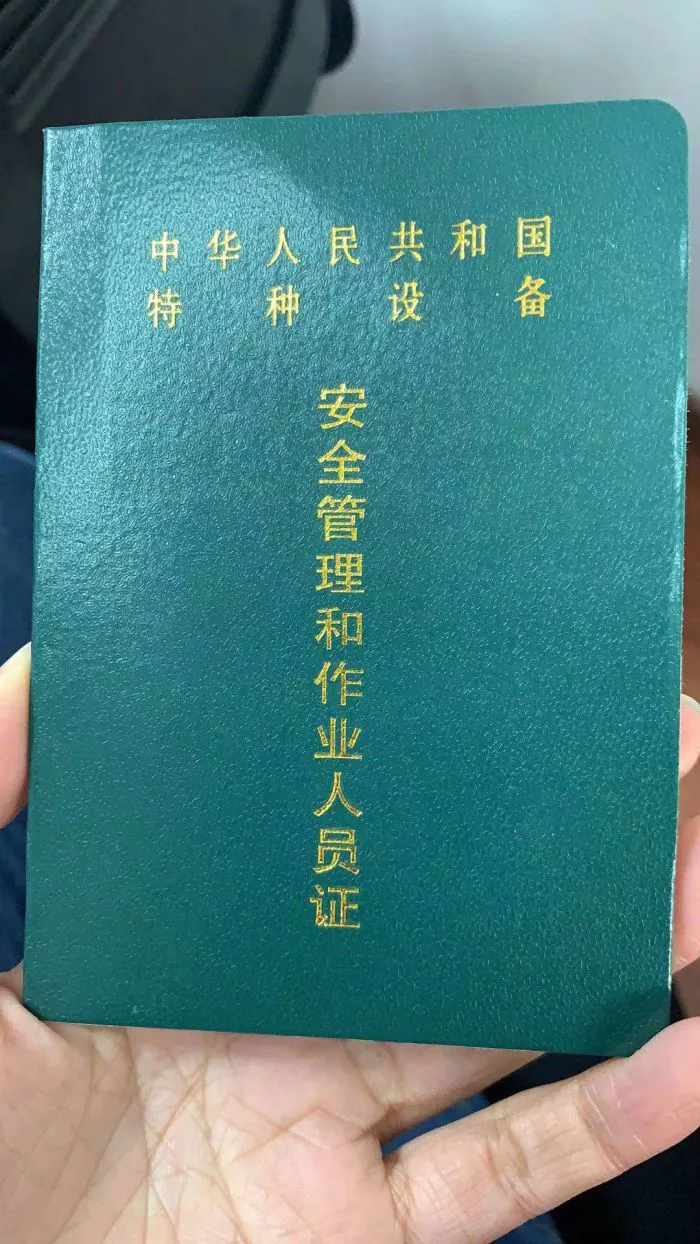 中华人民共和国
特种设备
安全管理和作业人员证